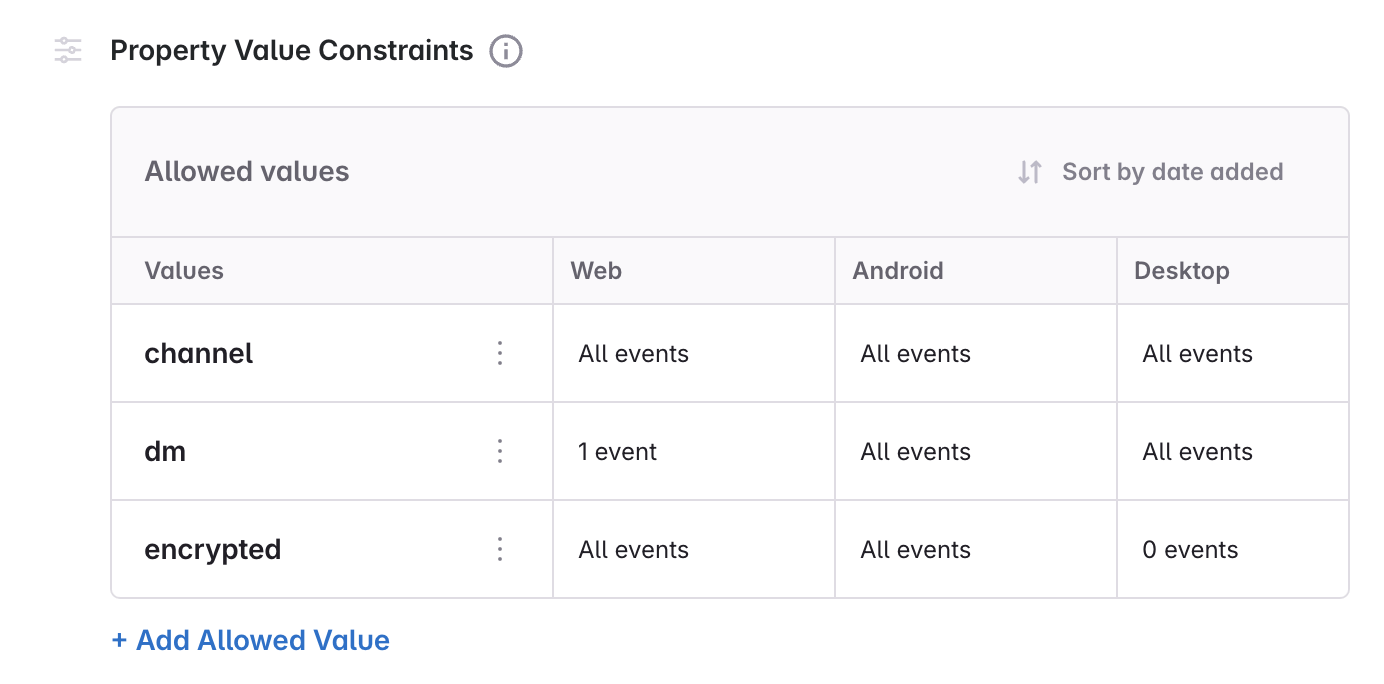 Property Value Constraints
Allowed values
Sort by date added
Values Web Android Desktop
channel All events All events All events
dm 1 event All events All events
encrypted All events All events 0 events
+ Add Allowed Value